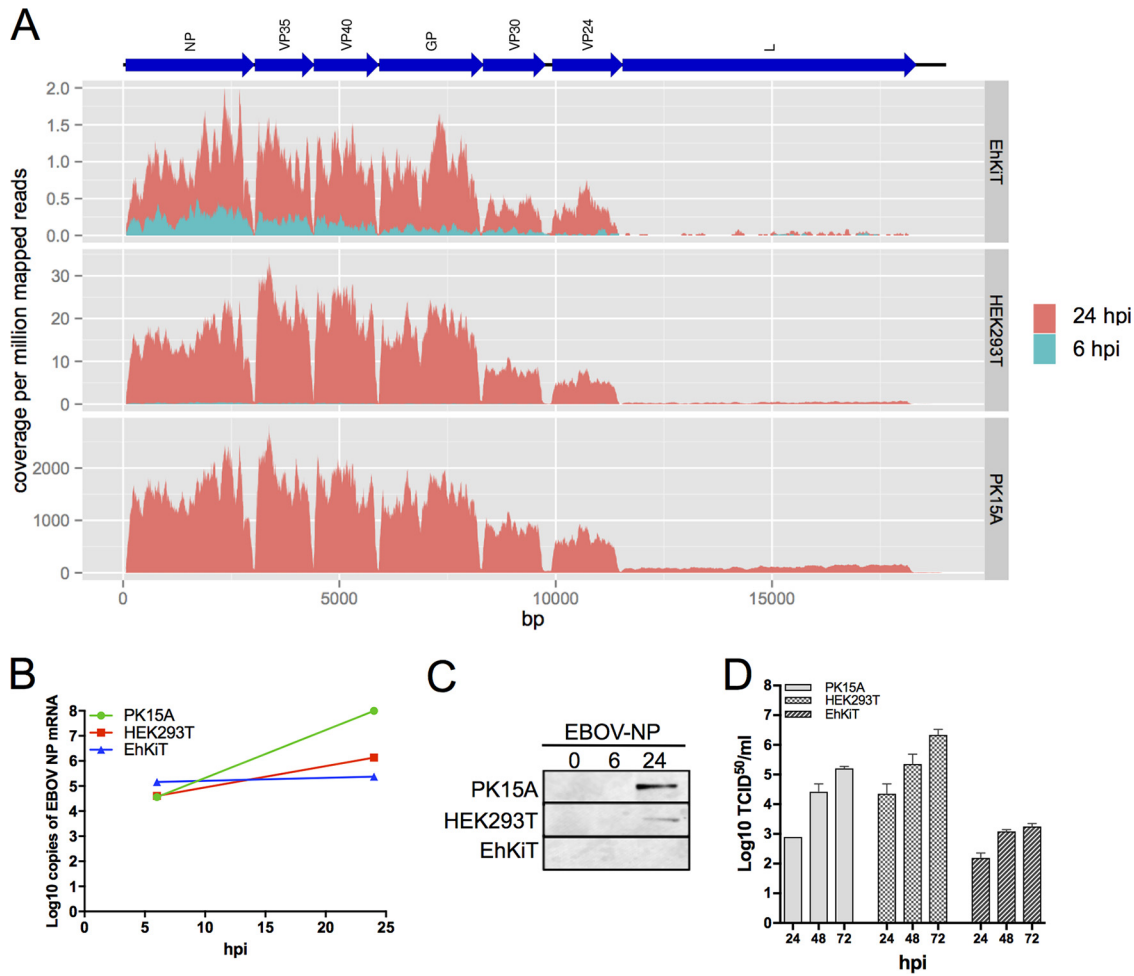 A
NP VP35 VP40 GP VP30 VP24 L
coverage per million mapped reads
2.0
1.5
1.0
0.5
0.0
EhKiT
30
20
10
0
HEK293T
2000
1000
0
PK15A
0 5000 10000 15000
bp
24 hpi
6 hpi
B
Log10 copies of EBOV NP mRNA
8
7
6
5
4
3
2
1
0
PK15A
HEK293T
EhKiT
0 5 10 15 20 25
hpi
C
EBOV-NP
0 6 24
PK15A
HEK293T
EhKiT
D
Log10 TCID50/ml
8
7
6
5
4
3
2
1
0
PK15A
HEK293T
EhKiT
24 48 72 24 48 72 24 48 72
hpi